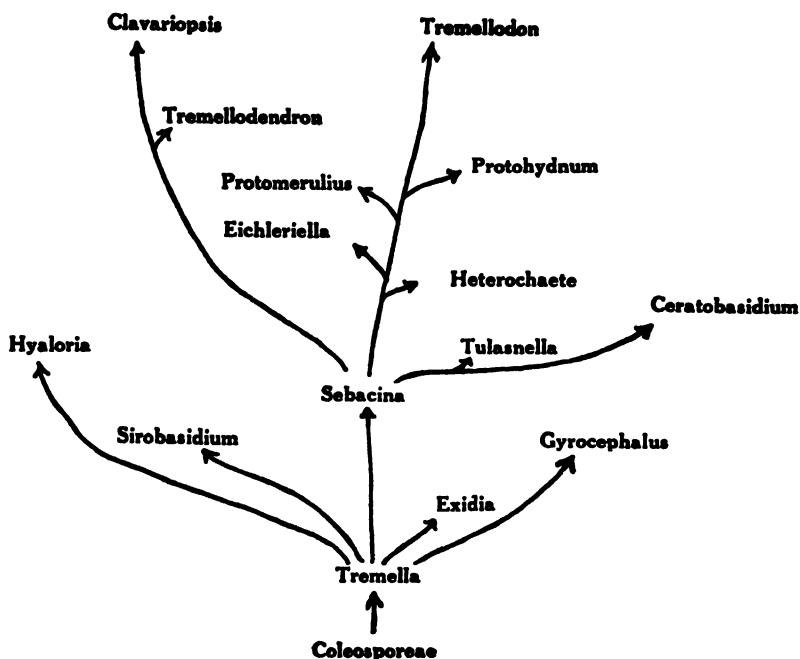 Clavariopsis
Tremellodon
Tremellodendron
Protohydnum
Protomerulius
Eichleriella
Heterochaete
Ceratobasidium
Hyaloria
Tulasnella
Sebacina
Sirobasidium
Gyrocephalus
Exidia
Tremella
Coleosporeae